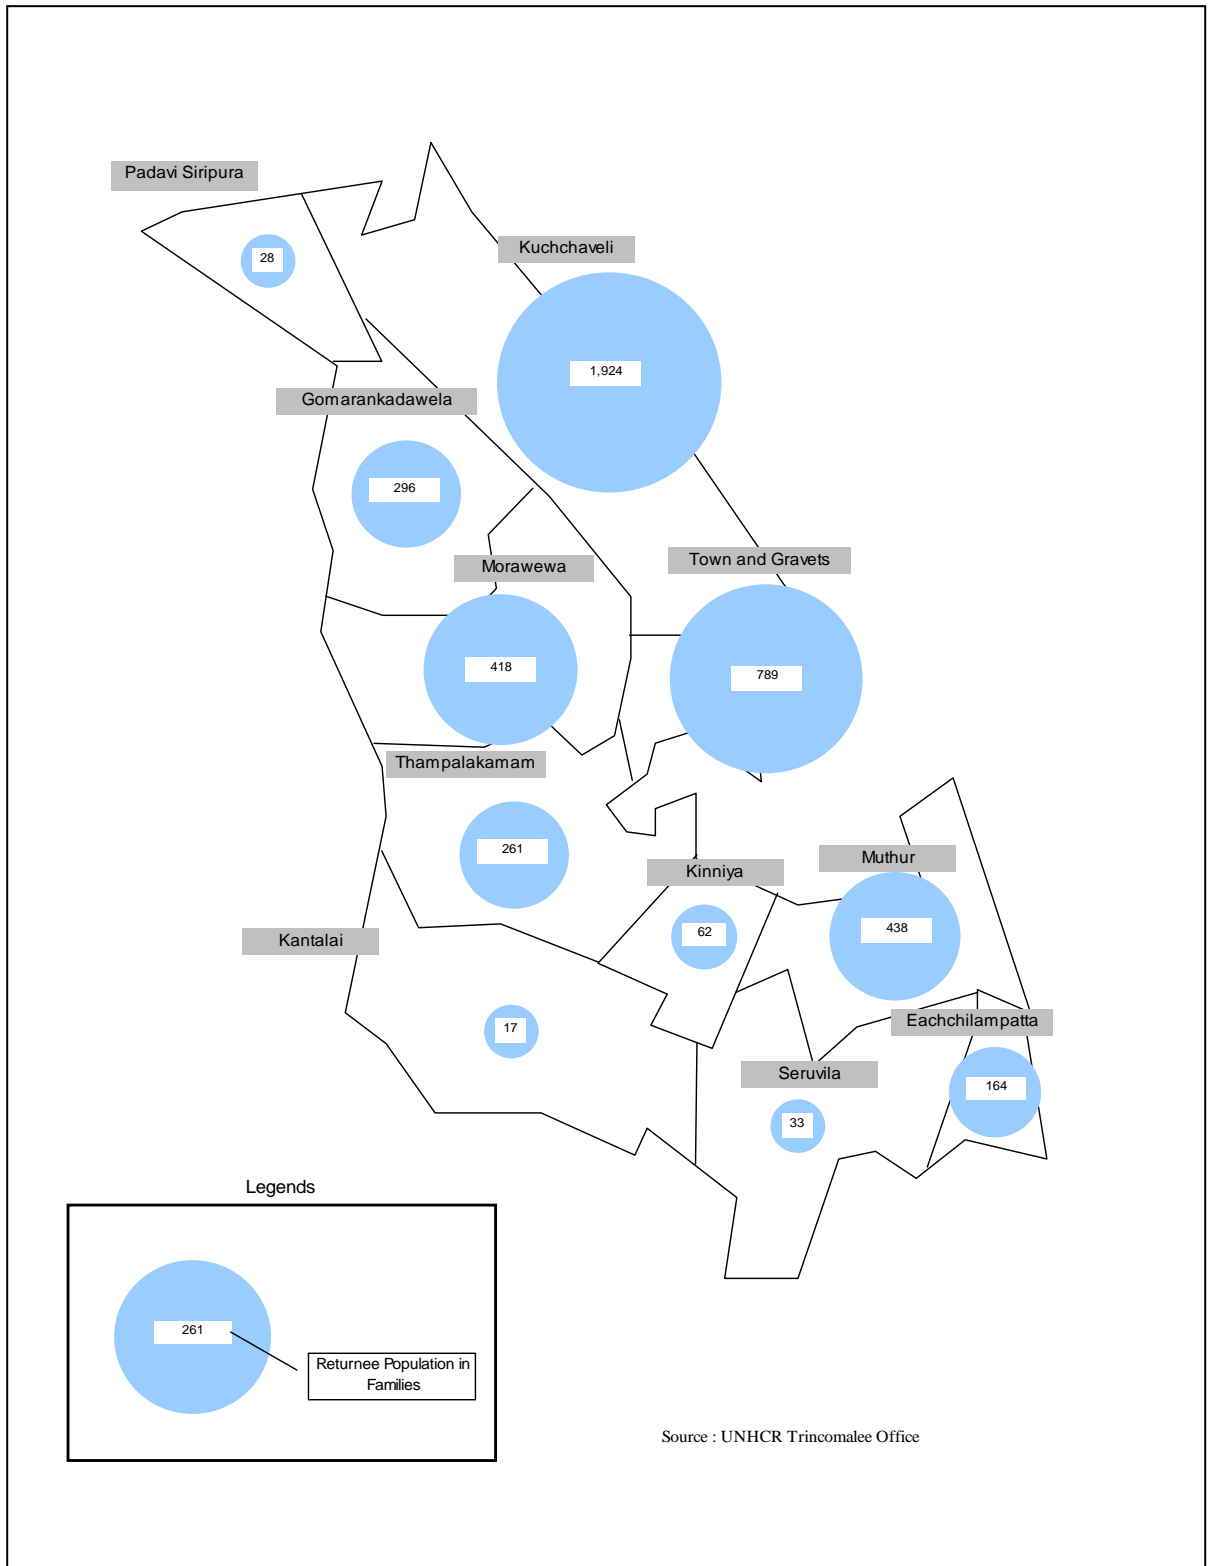 Padavi Siripura
28
Kuchchaveli
1,924
Gomarankadawela
296
Morawewa
418
Town and Gravets
789
Thampalakamam
261
Kinniya
62
Muthur
438
Kantalai
17
Eachchilampatta
164
Seruvila
33
Legends
261
Returnee Population in
Families
Source : UNHCR Trincomalee Office